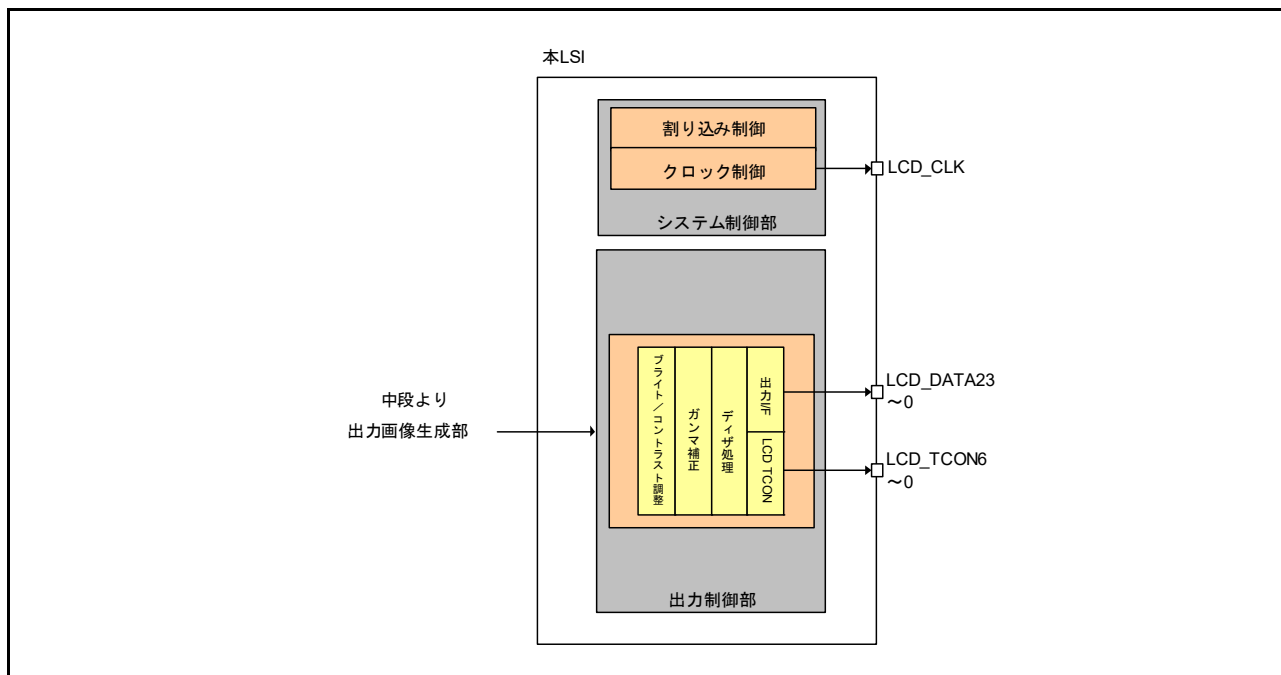 本LSI
割り込み制御
クロック制御
LCD_CLK
システム制御部
中段より
出力画像生成部
ブライト／コントラスト調整
ガンマ補正
ディザ処理
出力I/F
LCD TCON
LCD_DATA23
～0
LCD_TCON6
～0
出力制御部